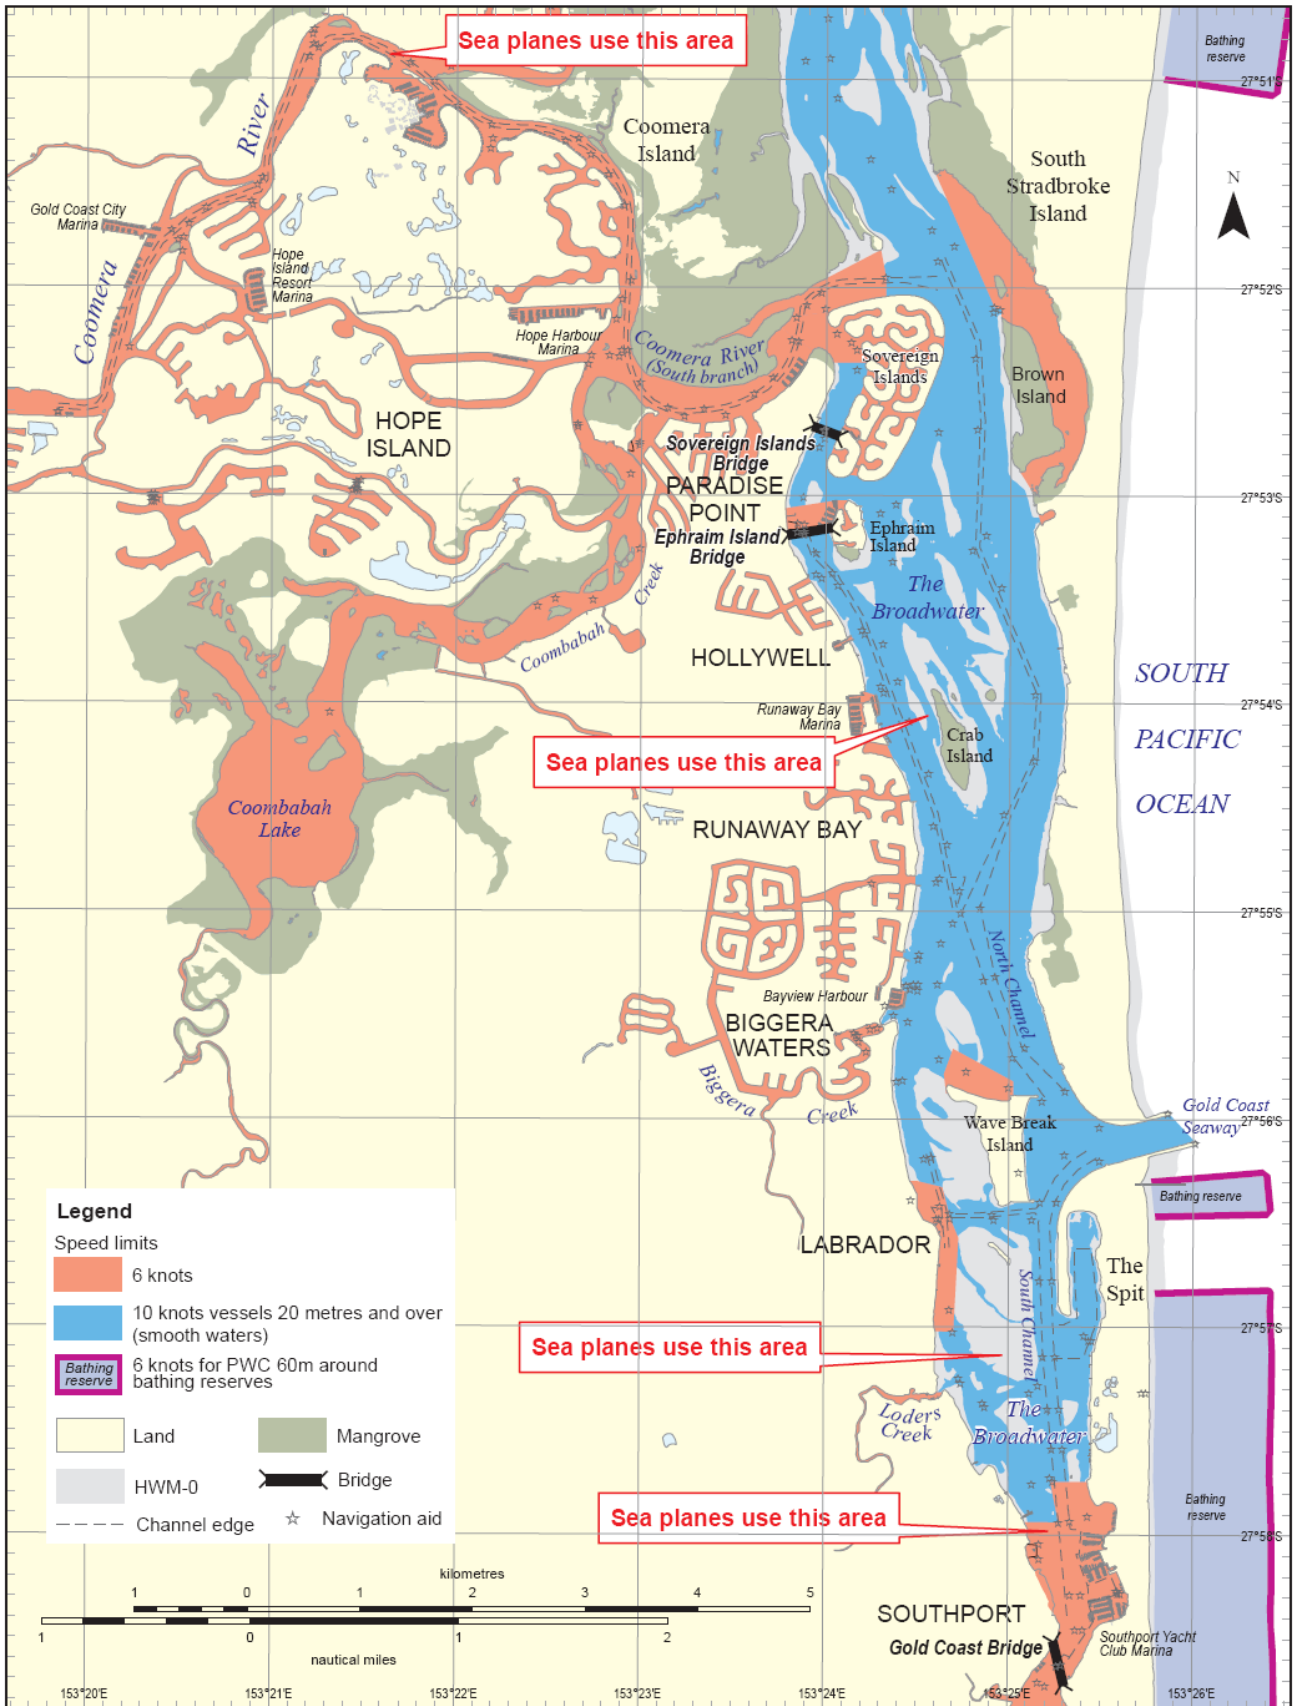 Sea planes use this area
Bathing
reserve
27°51'S
River
Coomera
Island
South
Stradbroke
Island
N
Gold Coast City
Marina
Hope
Island
Resort
Marina
Coomera
27°52'S
Hope Harbour
Marina
Coomera River
(South branch)
Sovereign
Islands
Brown
Island
HOPE
ISLAND
Sovereign Islands
Bridge
PARADISE
POINT
27°53'S
Ephraim Island
Bridge
Ephraim
Island
The
Broadwater
Creek
Coombabah
HOLLYWELL
SOUTH
PACIFIC
OCEAN
27°54'S
Runaway Bay
Marina
Crab
Island
Sea planes use this area
Coombabah
Lake
RUNAWAY BAY
27°55'S
North Channel
Bayview Harbour
BIGGERA
WATERS
Biggera
Creek
Wave Break
Island
Gold Coast
Seaway
27°56'S
Bathing reserve
LABRADOR
The
Spit
South Channel
27°57'S
Sea planes use this area
Loders
Creek
The
Broadwater
Bathing
reserve
Sea planes use this area
27°58'S
SOUTHPORT
Gold Coast Bridge
Southport Yacht
Club Marina
Legend
Speed limits
6 knots
10 knots vessels 20 metres and over
(smooth waters)
Bathing
reserve
6 knots for PWC 60m around
bathing reserves
Land
Mangrove
HWM-0
Bridge
Channel edge
Navigation aid
kilometres
1 0 1 2 3 4 5
1 0 1 2
nautical miles
153°20'E 153°21'E 153°22'E 153°23'E 153°24'E 153°25'E 153°26'E